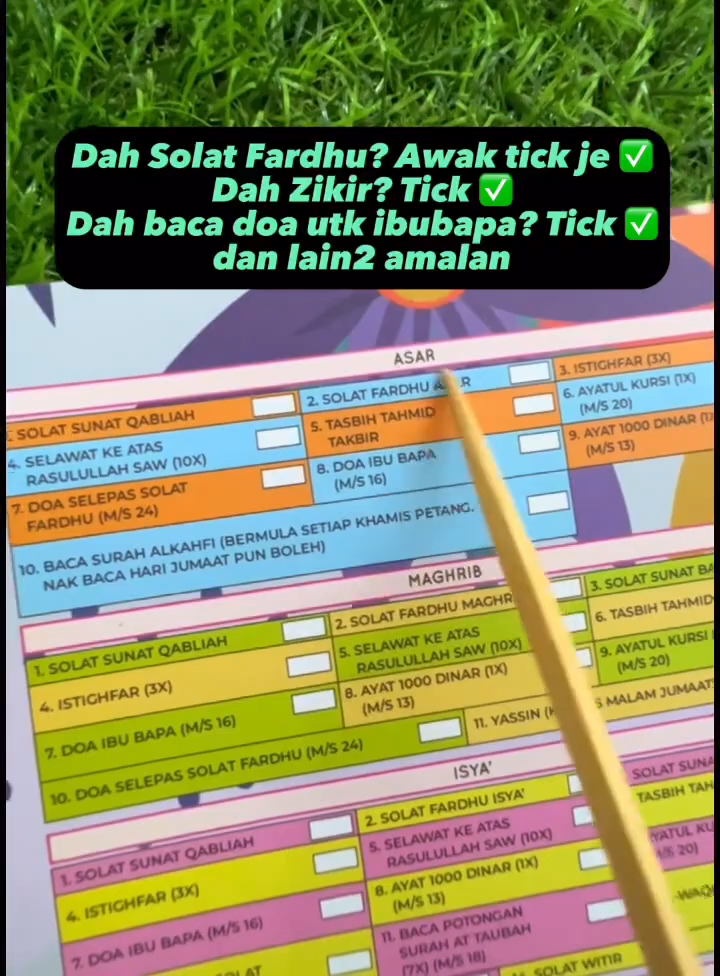 Dah Solat Fardhu? Awak tick je ✅
Dah Zikir? Tick ✅
Dah baca doa utk ibubapa? Tick ✅
dan lain2 amalan
ASAR
SOLAT SUNAT QABLIAH
2. SOLAT FARDHU
3. ISTIGHFAR (3X)
4. SELAWAT KE ATAS
RASULULLAH SAW (10X)
5. TASBIH TAHMID
TAKBIR
6. AYATUL KURSI (1X)
(M/S 20)
7. DOA SELEPAS SOLAT
FARDHU (M/S 24)
8. DOA IBU BAPA
(M/S 16)
9. AYAT 1000 DINAR
(M/S 13)
10. BACA SURAH ALKAHFI (BERMULA SETIAP KHAMIS PETANG.
NAK BACA HARI JUMAAT PUN BOLEH)
MAGHRIB
1. SOLAT SUNAT QABLIAH
2. SOLAT FARDHU MAGHR
3. SOLAT SUNAT BA
4. ISTIGHFAR (3X)
5. SELAWAT KE ATAS
RASULULLAH SAW (10X)
6. TASBIH TAHMID
7. DOA IBU BAPA (M/S 16)
8. AYAT 1000 DINAR (1X)
(M/S 13)
9. AYATUL KURSI
(M/S 20)
10. DOA SELEPAS SOLAT FARDHU (M/S 24)
11. YASSIN
MALAM JUMAAT
ISYA'
1. SOLAT SUNAT QABLIAH
2. SOLAT FARDHU ISYA'
SOLAT SUNA
4. ISTIGHFAR (3X)
5. SELAWAT KE ATAS
RASULULLAH SAW (10X)
TASBIH TAH
7. DOA IBU BAPA (M/S 16)
8. AYAT 1000 DINAR (1X)
(M/S 13)
YATUL KU
20)
11. BACA POTONGAN
SURAH AT TAUBAH
(7X) (M/S 18)
SOLAT WITIR